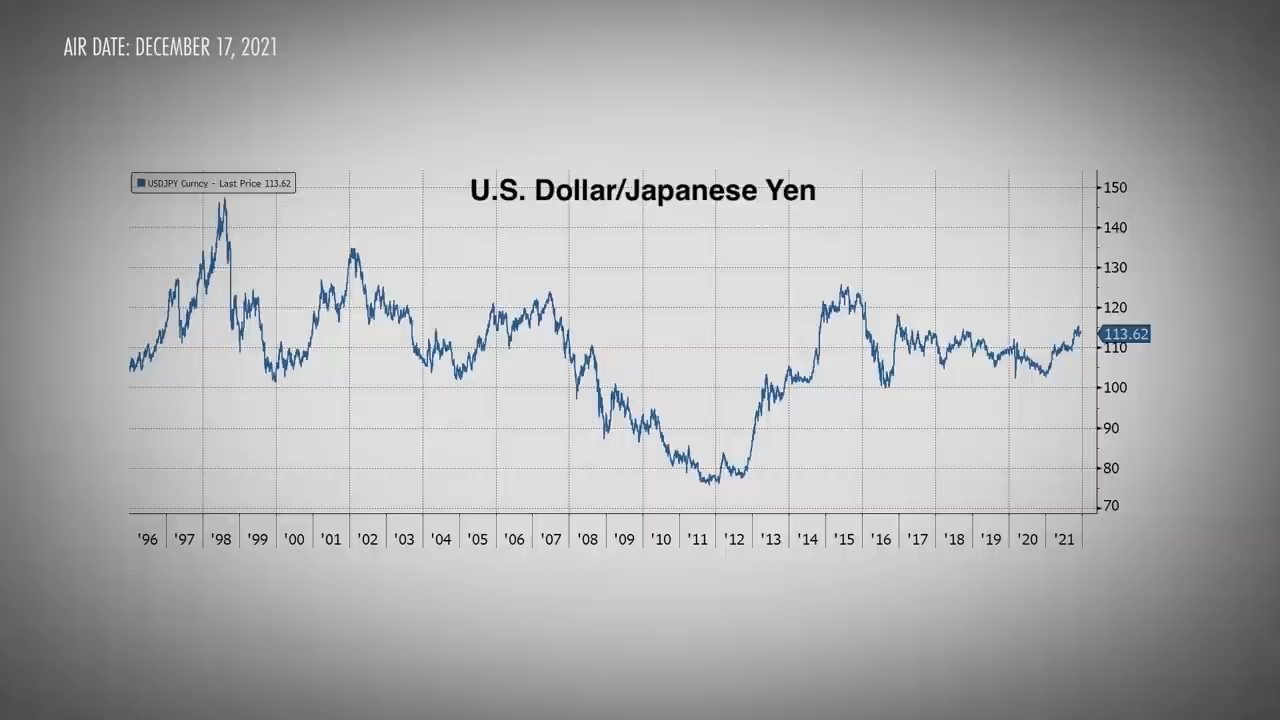 AIR DATE: DECEMBER 17, 2021
USDJPY Curncy - Last Price 113.62
U.S. Dollar/Japanese Yen
150
140
130
120
113.62
110
100
90
80
70
'96 '97 '98 '99 '00 '01 '02 '03 '04 '05 '06 '07 '08 '09 '10 '11 '12 '13 '14 '15 '16 '17 '18 '19 '20 '21